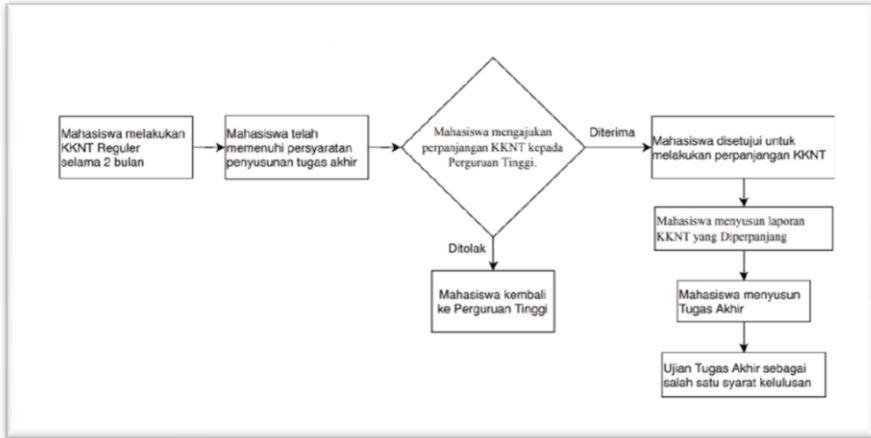 Mahasiswa melakukan
KKNT Reguler
selama 2 bulan
Mahasiswa telah
memenuhi persyaratan
penyusunan tugas akhir
Mahasiswa mengajukan
perpanjangan KKNT kepada
Perguruan Tinggi.
Diterima
Mahasiswa disetujui untuk
melakukan perpanjangan KKNT
Mahasiswa menyusun laporan
KKNT yang Diperpanjang
Ditolak
Mahasiswa kembali
ke Perguruan Tinggi
Mahasiswa menyusun
Tugas Akhir
Ujian Tugas Akhir sebagai
salah satu syarat kelulusan